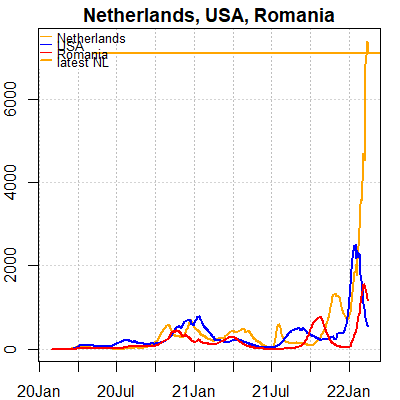 Netherlands, USA, Romania
Netherlands
USA
Romania
latest NL
6000
4000
2000
0
20Jan 20Jul 21Jan 21Jul 22Jan